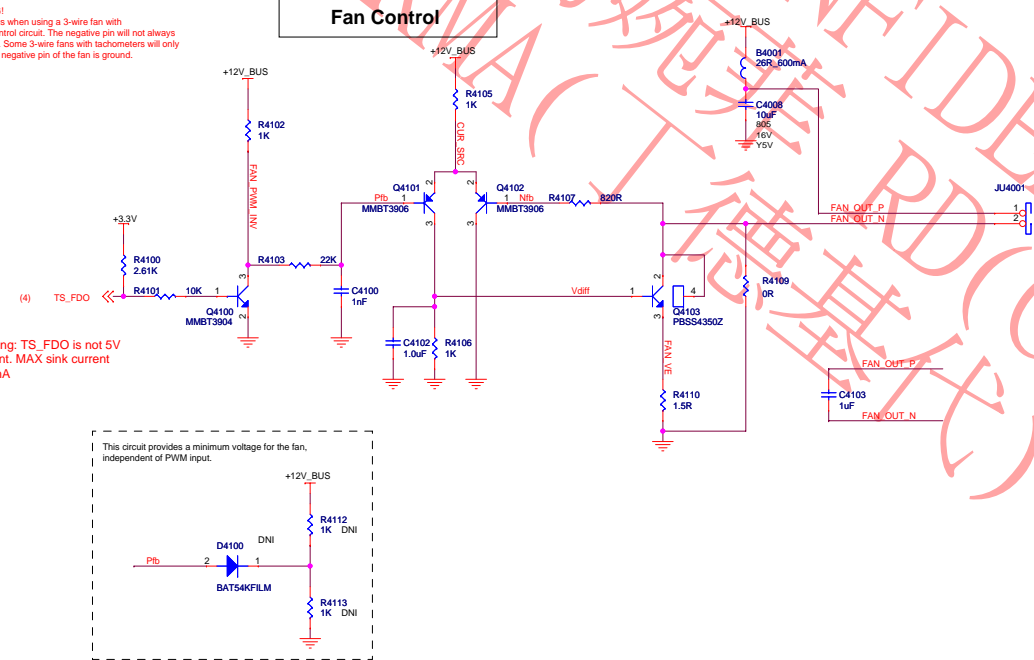 s when using a 3-wire fan with
ntrol circuit. The negative pin will not always
. Some 3-wire fans with tachometers will only
negative pin of the fan is ground.
Fan Control
+12V_BUS
R4102
1K
FAN_PWM_INV
+12V_BUS
R4105
1K
CUR_SRC
+12V_BUS
B4001
26R_600mA
C4008
10uF
805
16V
Y5V
JU4001
1
2
FAN_OUT_P
FAN_OUT_N
Q4101
MMBT3906
Pfb
1
2
3
Q4102
MMBT3906
Nfb
1
2
3
R4107
820R
+3.3V
R4100
2.61K
(4)
TS_FDO
R4101
10K
1
3
2
Q4100
MMBT3904
R4103
22K
C4100
1nF
C4102
1.0uF
R4106
1K
Vdiff
1
2
3
4
Q4103
PBSS4350Z
R4109
0R
FAN_VE
R4110
1.5R
FAN_OUT_P
C4103
1uF
FAN_OUT_N
ng: TS_FDO is not 5V
nt. MAX sink current
nA
This circuit provides a minimum voltage for the fan,
independent of PWM input.
+12V_BUS
R4112
1K DNI
Pfb
2
D4100
1
DNI
BAT54KFILM
R4113
1K DNI